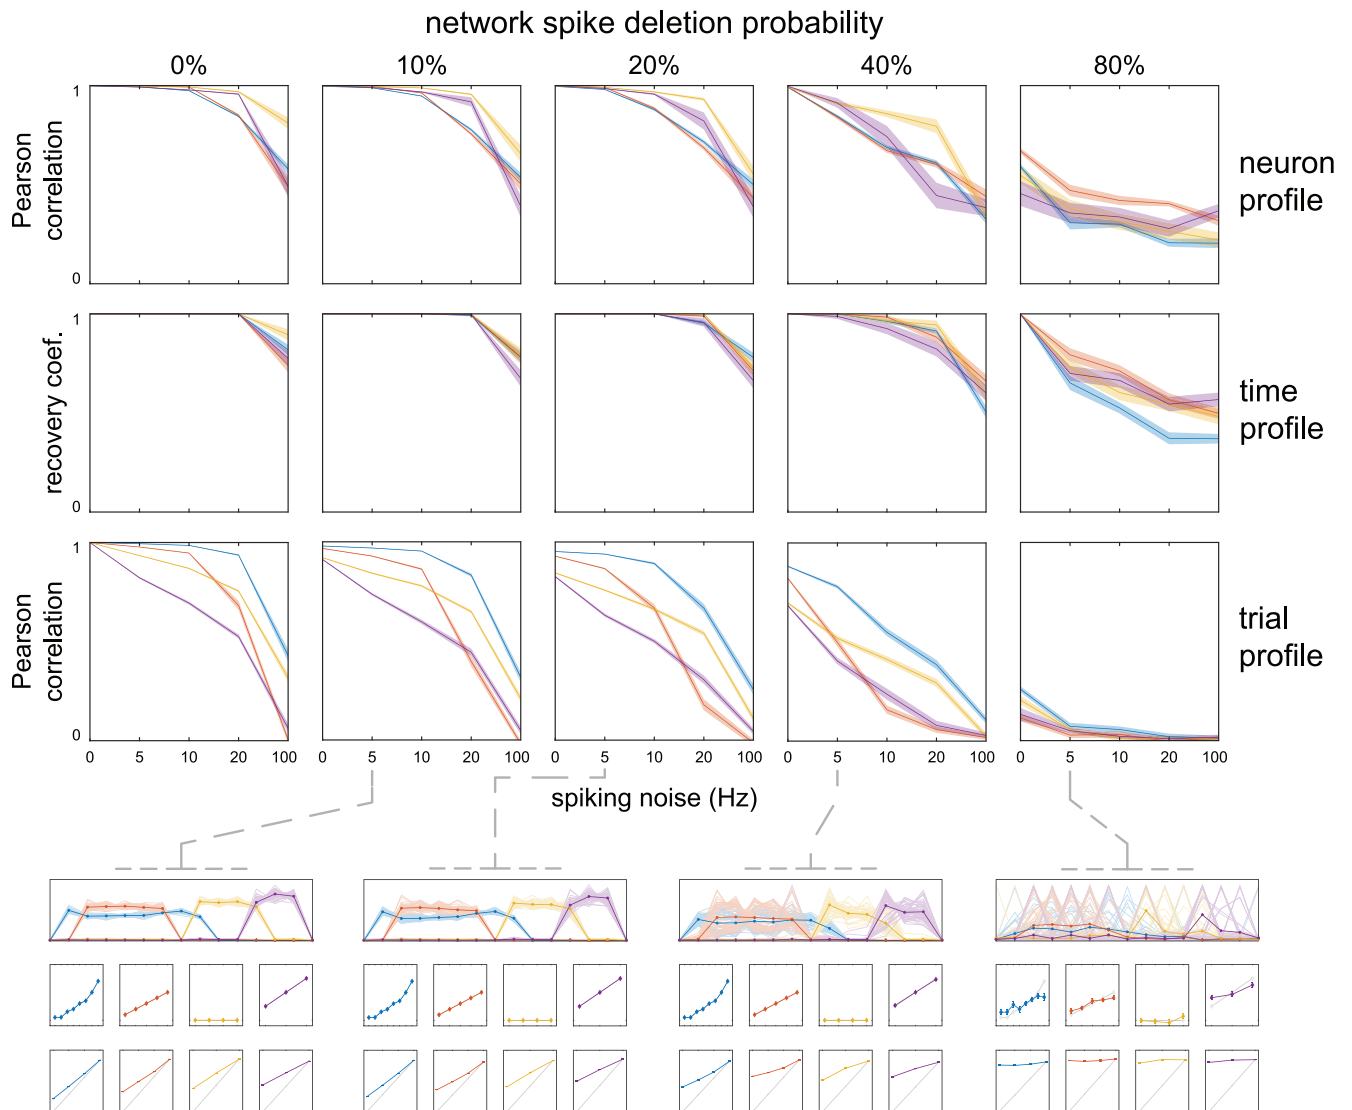 network spike deletion probability
0% 10% 20% 40% 80%
1
Pearson
correlation
0
neuron
profile
recovery coef.
1
0
time
profile
1
Pearson
correlation
0
trial
profile
0 5 10 20 100 0 5 10 20 100 0 5 10 20 100 0 5 10 20 100 0 5 10 20 100
spiking noise (Hz)